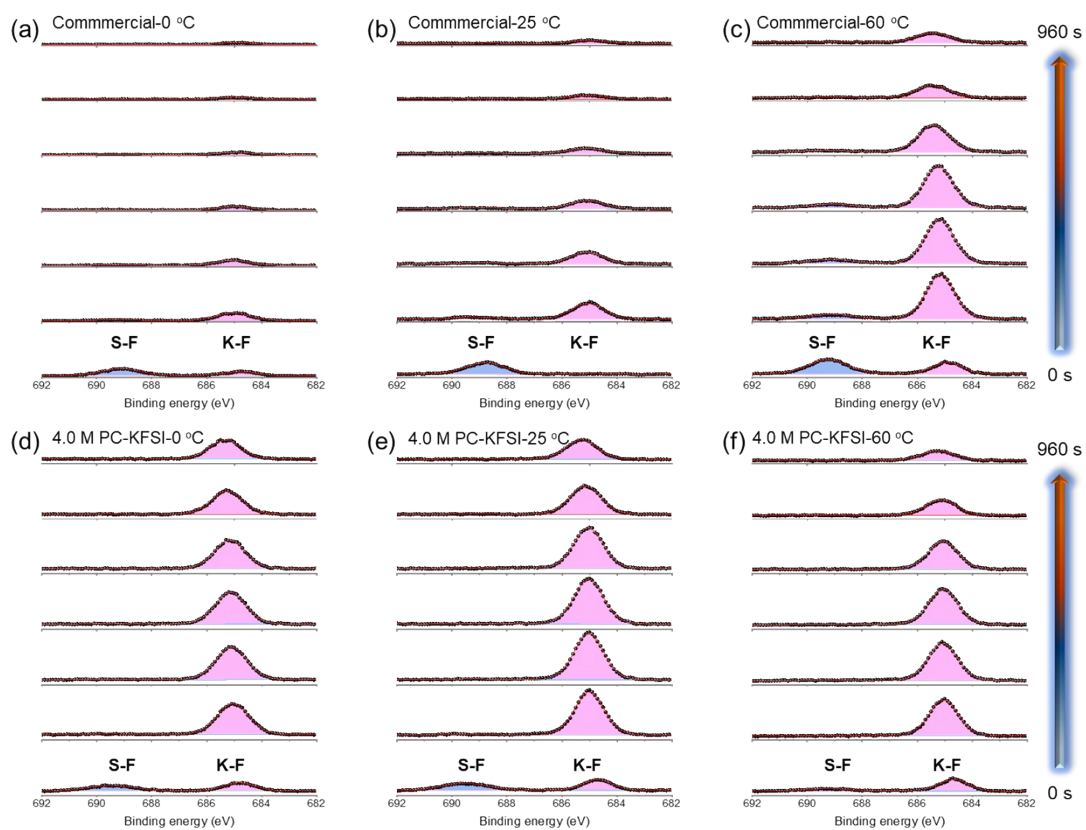 (a) Commmercial-0 °C
(b) Commmercial-25 °C
(c) Commmercial-60 °C
960 s
S-F K-F
S-F K-F
S-F K-F
0 s
692 690 688 686 684 682
692 690 688 686 684 682
692 690 688 686 684 682
Binding energy (eV)
Binding energy (eV)
Binding energy (eV)
(d) 4.0 M PC-KFSI-0 °C
(e) 4.0 M PC-KFSI-25 °C
(f) 4.0 M PC-KFSI-60 °C
960 s
S-F K-F
S-F K-F
S-F K-F
0 s
692 690 688 686 684 682
692 690 688 686 684 682
692 690 688 686 684 682
Binding energy (eV)
Binding energy (eV)
Binding energy (eV)